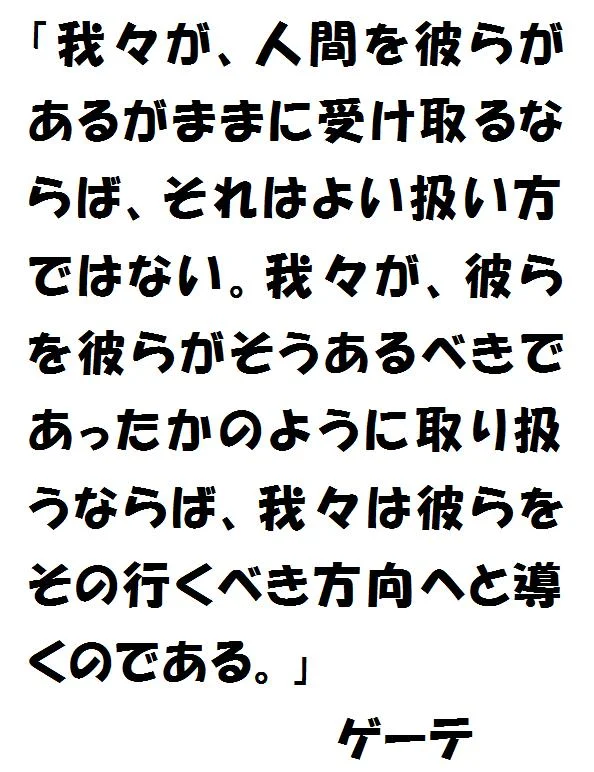 「我々が、人間を彼らが
あるがままに受け取るな
らば、それはよい扱い方
ではない。我々が、彼ら
を彼らがそうあるべきで
あったかのように取り扱
うならば、我々は彼らを
その行くべき方向へと導
くのである。」
ゲーテ